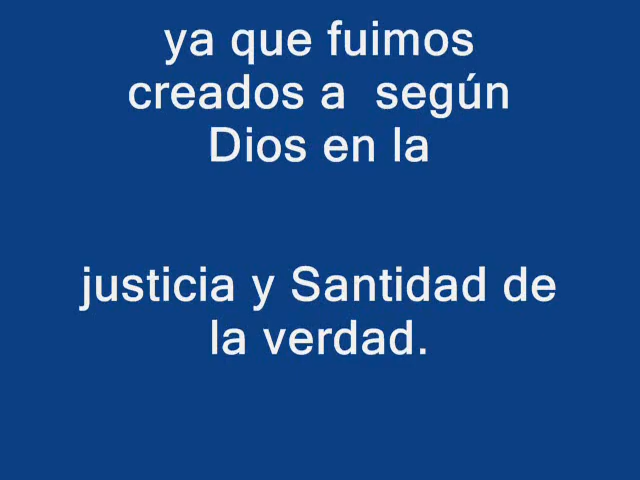 ya que fuimos
creados a  según
Dios en la
justicia y Santidad de
la verdad.